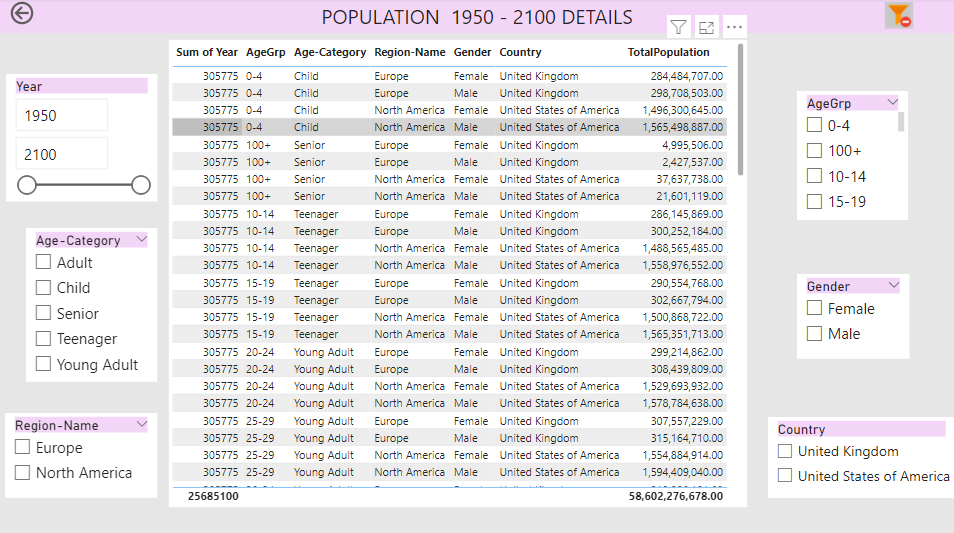 POPULATION 1950 - 2100 DETAILS
Year
1950
2100
Age-Category
Adult
Child
Senior
Teenager
Young Adult
Region-Name
Europe
North America
Sum of Year AgeGrp Age-Category Region-Name Gender Country TotalPopulation
305775 0-4 Child Europe Female United Kingdom 284,484,707.00
305775 0-4 Child Europe Male United Kingdom 298,708,503.00
305775 0-4 Child North America Female United States of America 1,496,300,645.00
305775 0-4 Child North America Male United States of America 1,565,498,887.00
305775 100+ Senior Europe Female United Kingdom 4,995,506.00
305775 100+ Senior Europe Male United Kingdom 2,427,537.00
305775 100+ Senior North America Female United States of America 37,637,738.00
305775 100+ Senior North America Male United States of America 21,601,119.00
305775 10-14 Teenager Europe Female United Kingdom 286,145,869.00
305775 10-14 Teenager Europe Male United Kingdom 300,252,184.00
305775 10-14 Teenager North America Female United States of America 1,488,565,485.00
305775 10-14 Teenager North America Male United States of America 1,558,976,552.00
305775 15-19 Teenager Europe Female United Kingdom 290,554,768.00
305775 15-19 Teenager Europe Male United Kingdom 302,667,794.00
305775 15-19 Teenager North America Female United States of America 1,500,868,722.00
305775 15-19 Teenager North America Male United States of America 1,565,351,713.00
305775 20-24 Young Adult Europe Female United Kingdom 299,214,862.00
305775 20-24 Young Adult Europe Male United Kingdom 308,439,809.00
305775 20-24 Young Adult North America Female United States of America 1,529,693,932.00
305775 20-24 Young Adult North America Male United States of America 1,578,784,638.00
305775 25-29 Young Adult Europe Female United Kingdom 307,557,229.00
305775 25-29 Young Adult Europe Male United Kingdom 315,164,710.00
305775 25-29 Young Adult North America Female United States of America 1,554,884,914.00
305775 25-29 Young Adult North America Male United States of America 1,594,409,040.00
25685100 58,602,276,678.00
AgeGrp
0-4
100+
10-14
15-19
Gender
Female
Male
Country
United Kingdom
United States of America